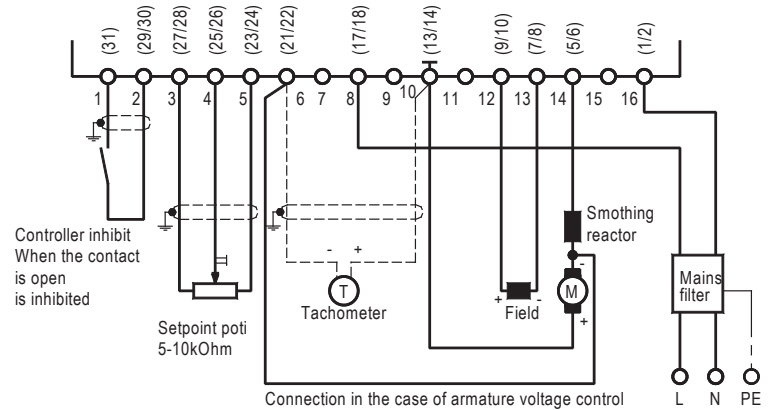 (31) (29/30) (27/28) (25/26) (23/24) (21/22) (17/18) (13/14) (9/10) (7/8) (5/6) (1/2)
1 2 3 4 5 6 7 8 9 10 11 12 13 14 15 16
Controller inhibit
When the contact
is open
is inhibited
Setpoint poti
5-10kOhm
- +
T
Tachometer
+ -
Field
Smothing
reactor
-
M
+
Mains
filter
Connection in the case of armature voltage control
L N PE